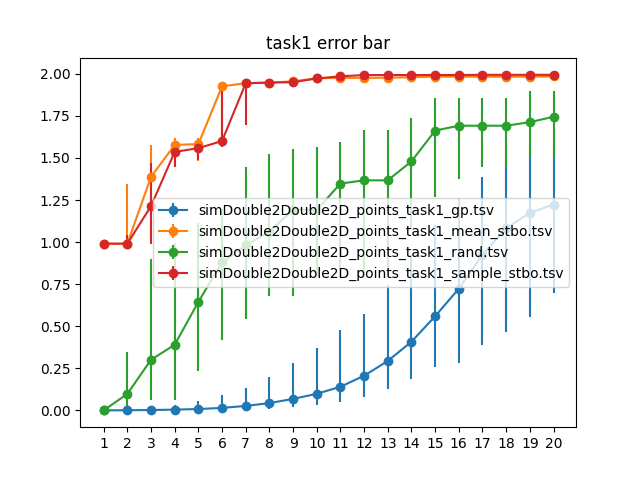 task1 error bar
2.00
1.75
1.50
1.25
1.00
0.75
0.50
0.25
0.00
simDouble2Double2D_points_task1_gp.tsv
simDouble2Double2D_points_task1_mean_stbo.tsv
simDouble2Double2D_points_task1_rand.tsv
simDouble2Double2D_points_task1_sample_stbo.tsv
1 2 3 4 5 6 7 8 9 10 11 12 13 14 15 16 17 18 19 20